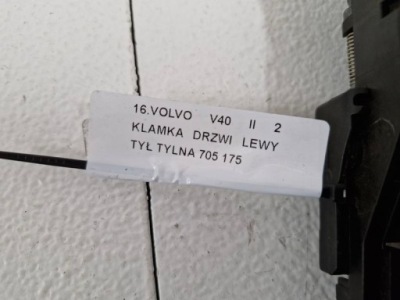 16.VOLVO V40 II 2
KLAMKA DRZWI LEWY
TYŁ TYLNA 705 175